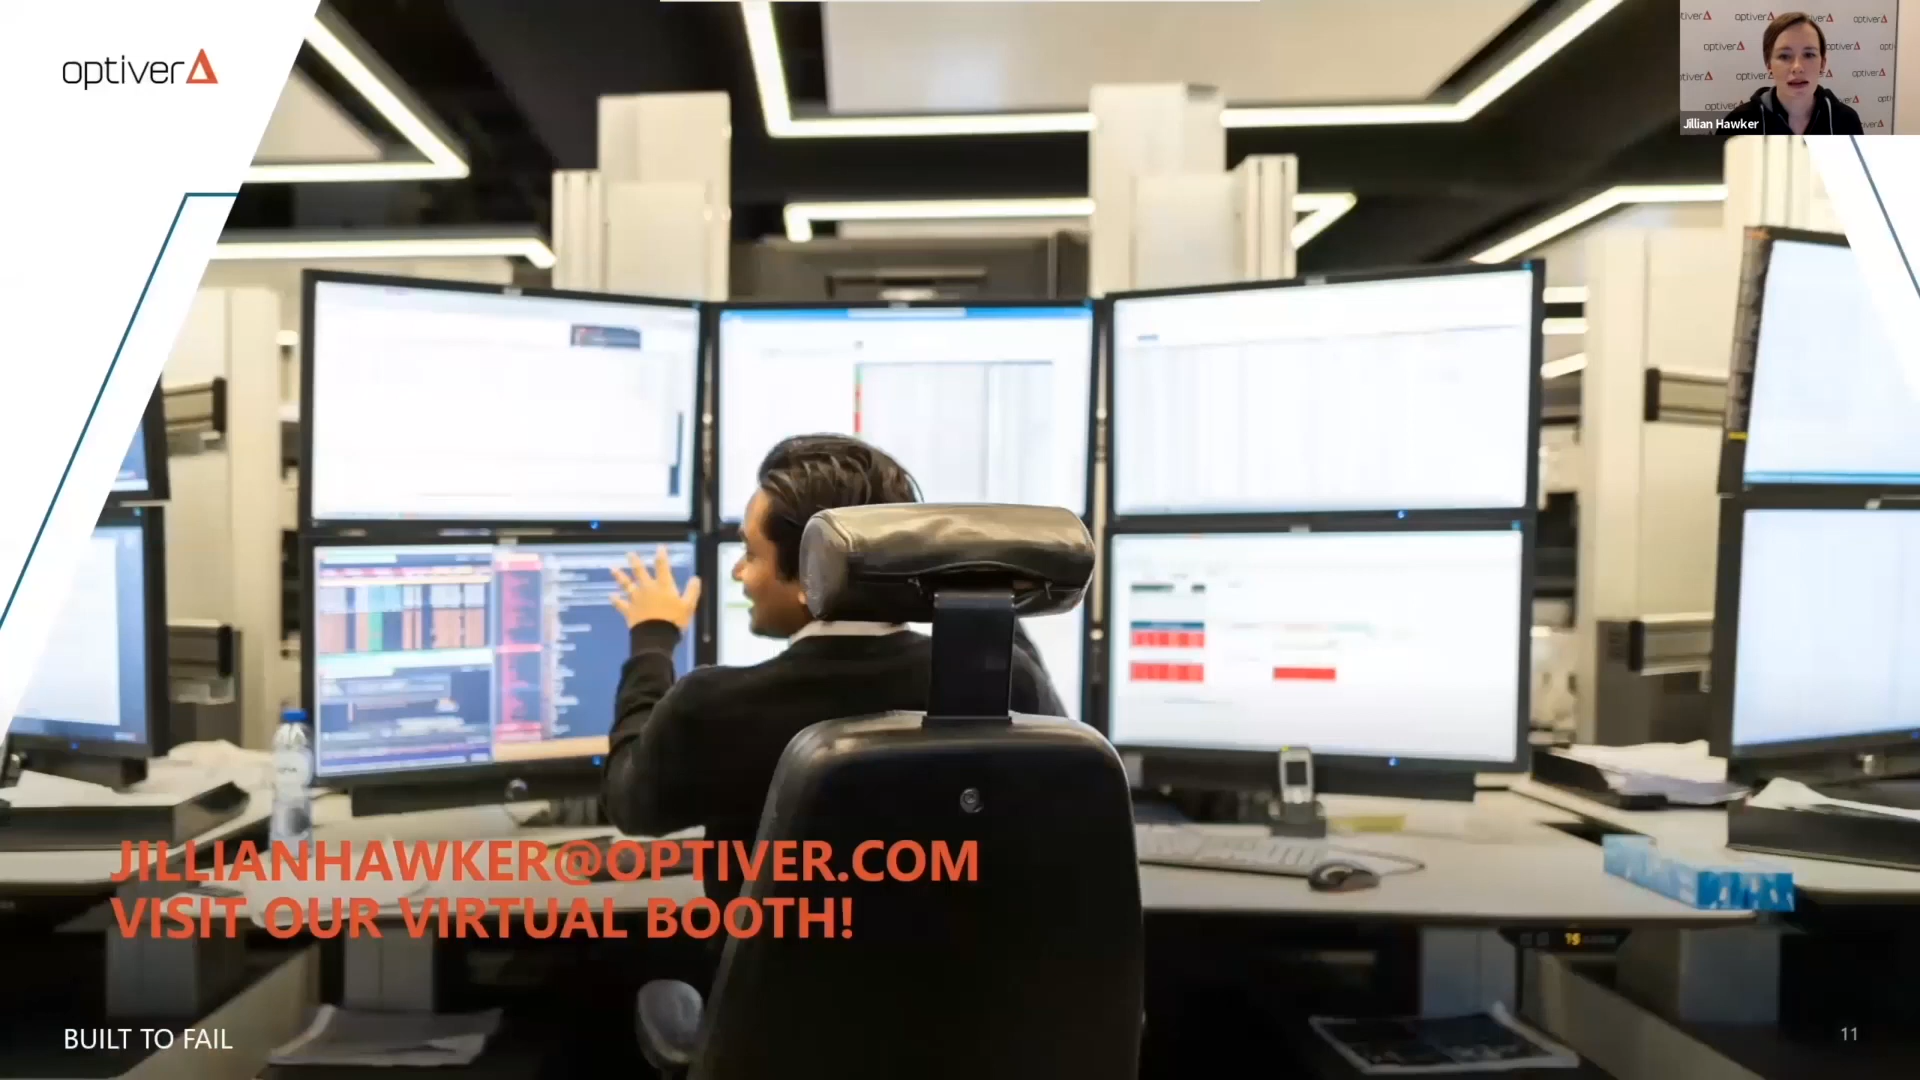 optiver
Jillian Hawker
JILLIANHAWKER@OPTIVER.COM
VISIT OUR VIRTUAL BOOTH!
BUILT TO FAIL
11